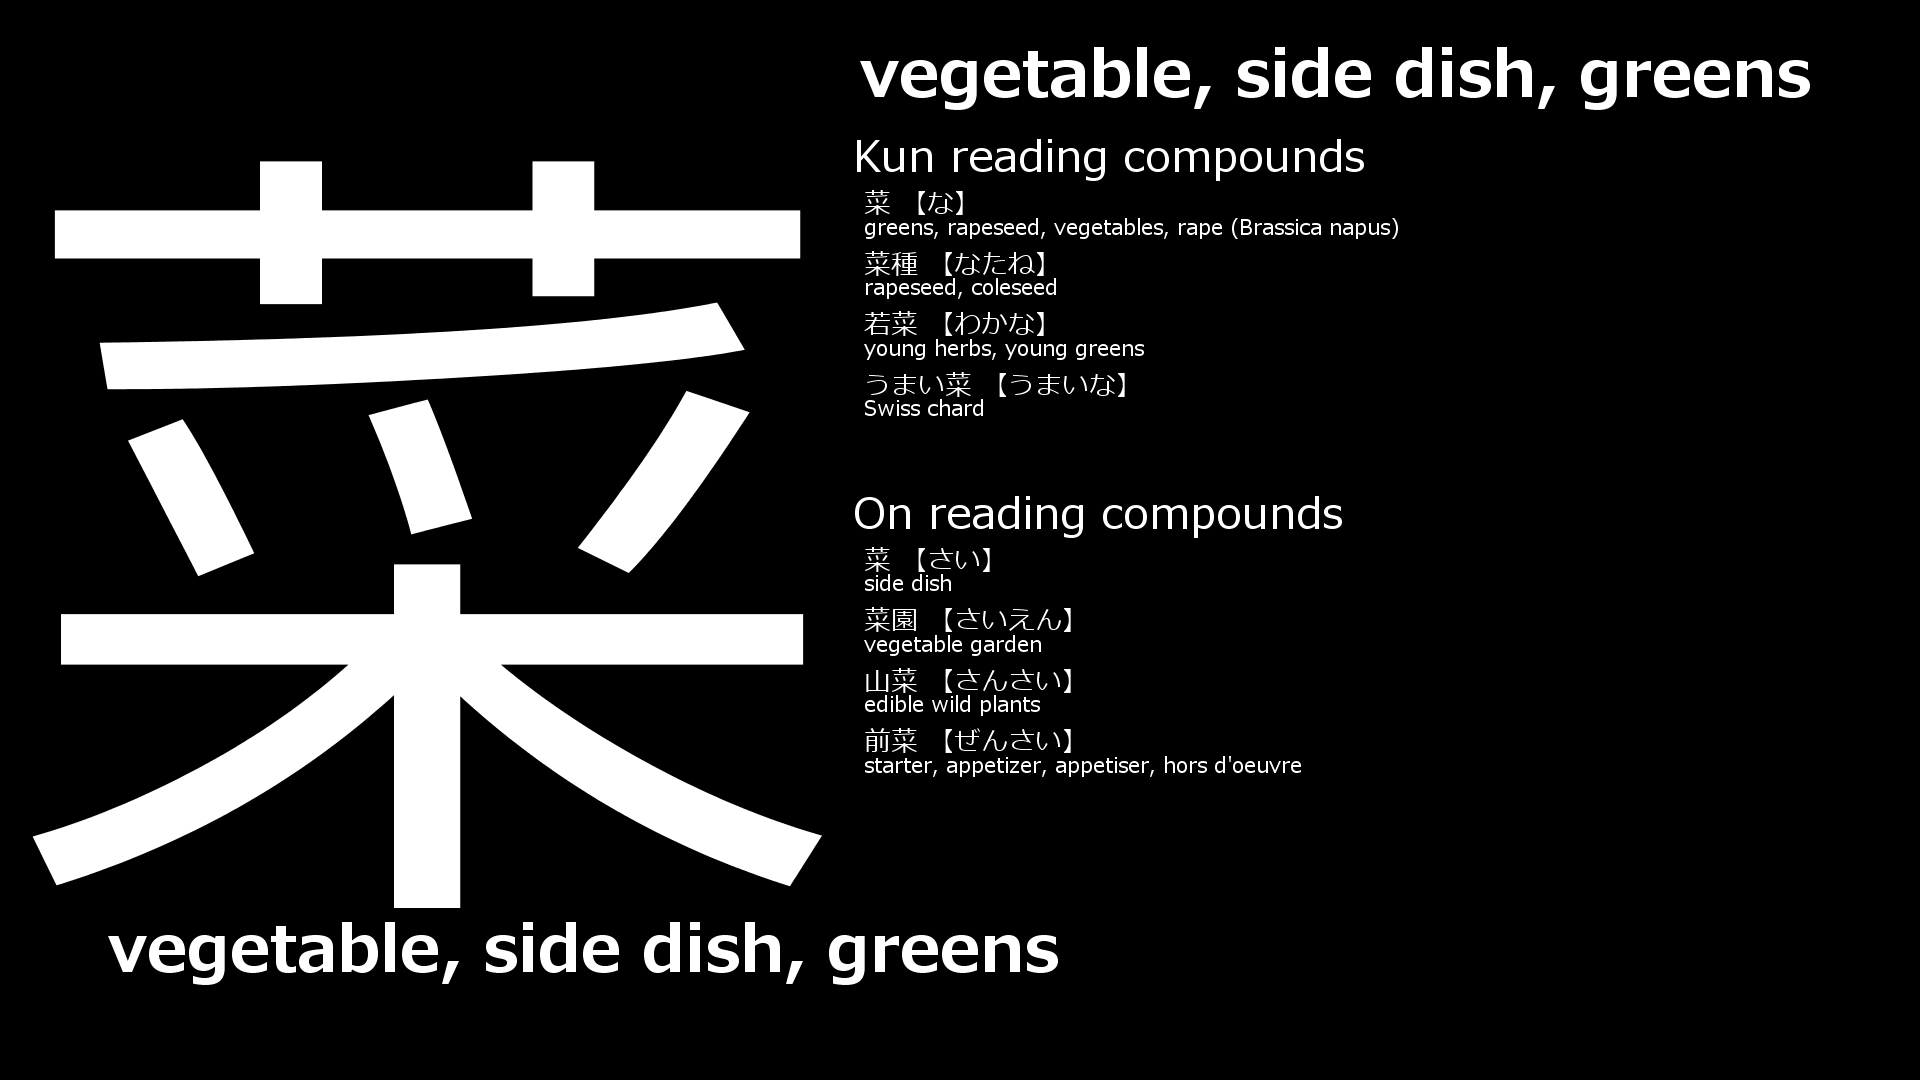 菜
vegetable, side dish, greens
vegetable, side dish, greens
Kun reading compounds
菜 【な】
greens, rapeseed, vegetables, rape (Brassica napus)
菜種 【なたね】
rapeseed, coleseed
若菜 【わかな】
young herbs, young greens
うまい菜 【うまいな】
Swiss chard
On reading compounds
菜 【さい】
side dish
菜園 【さいえん】
vegetable garden
山菜 【さんさい】
edible wild plants
前菜 【ぜんさい】
starter, appetizer, appetiser, hors d'oeuvre